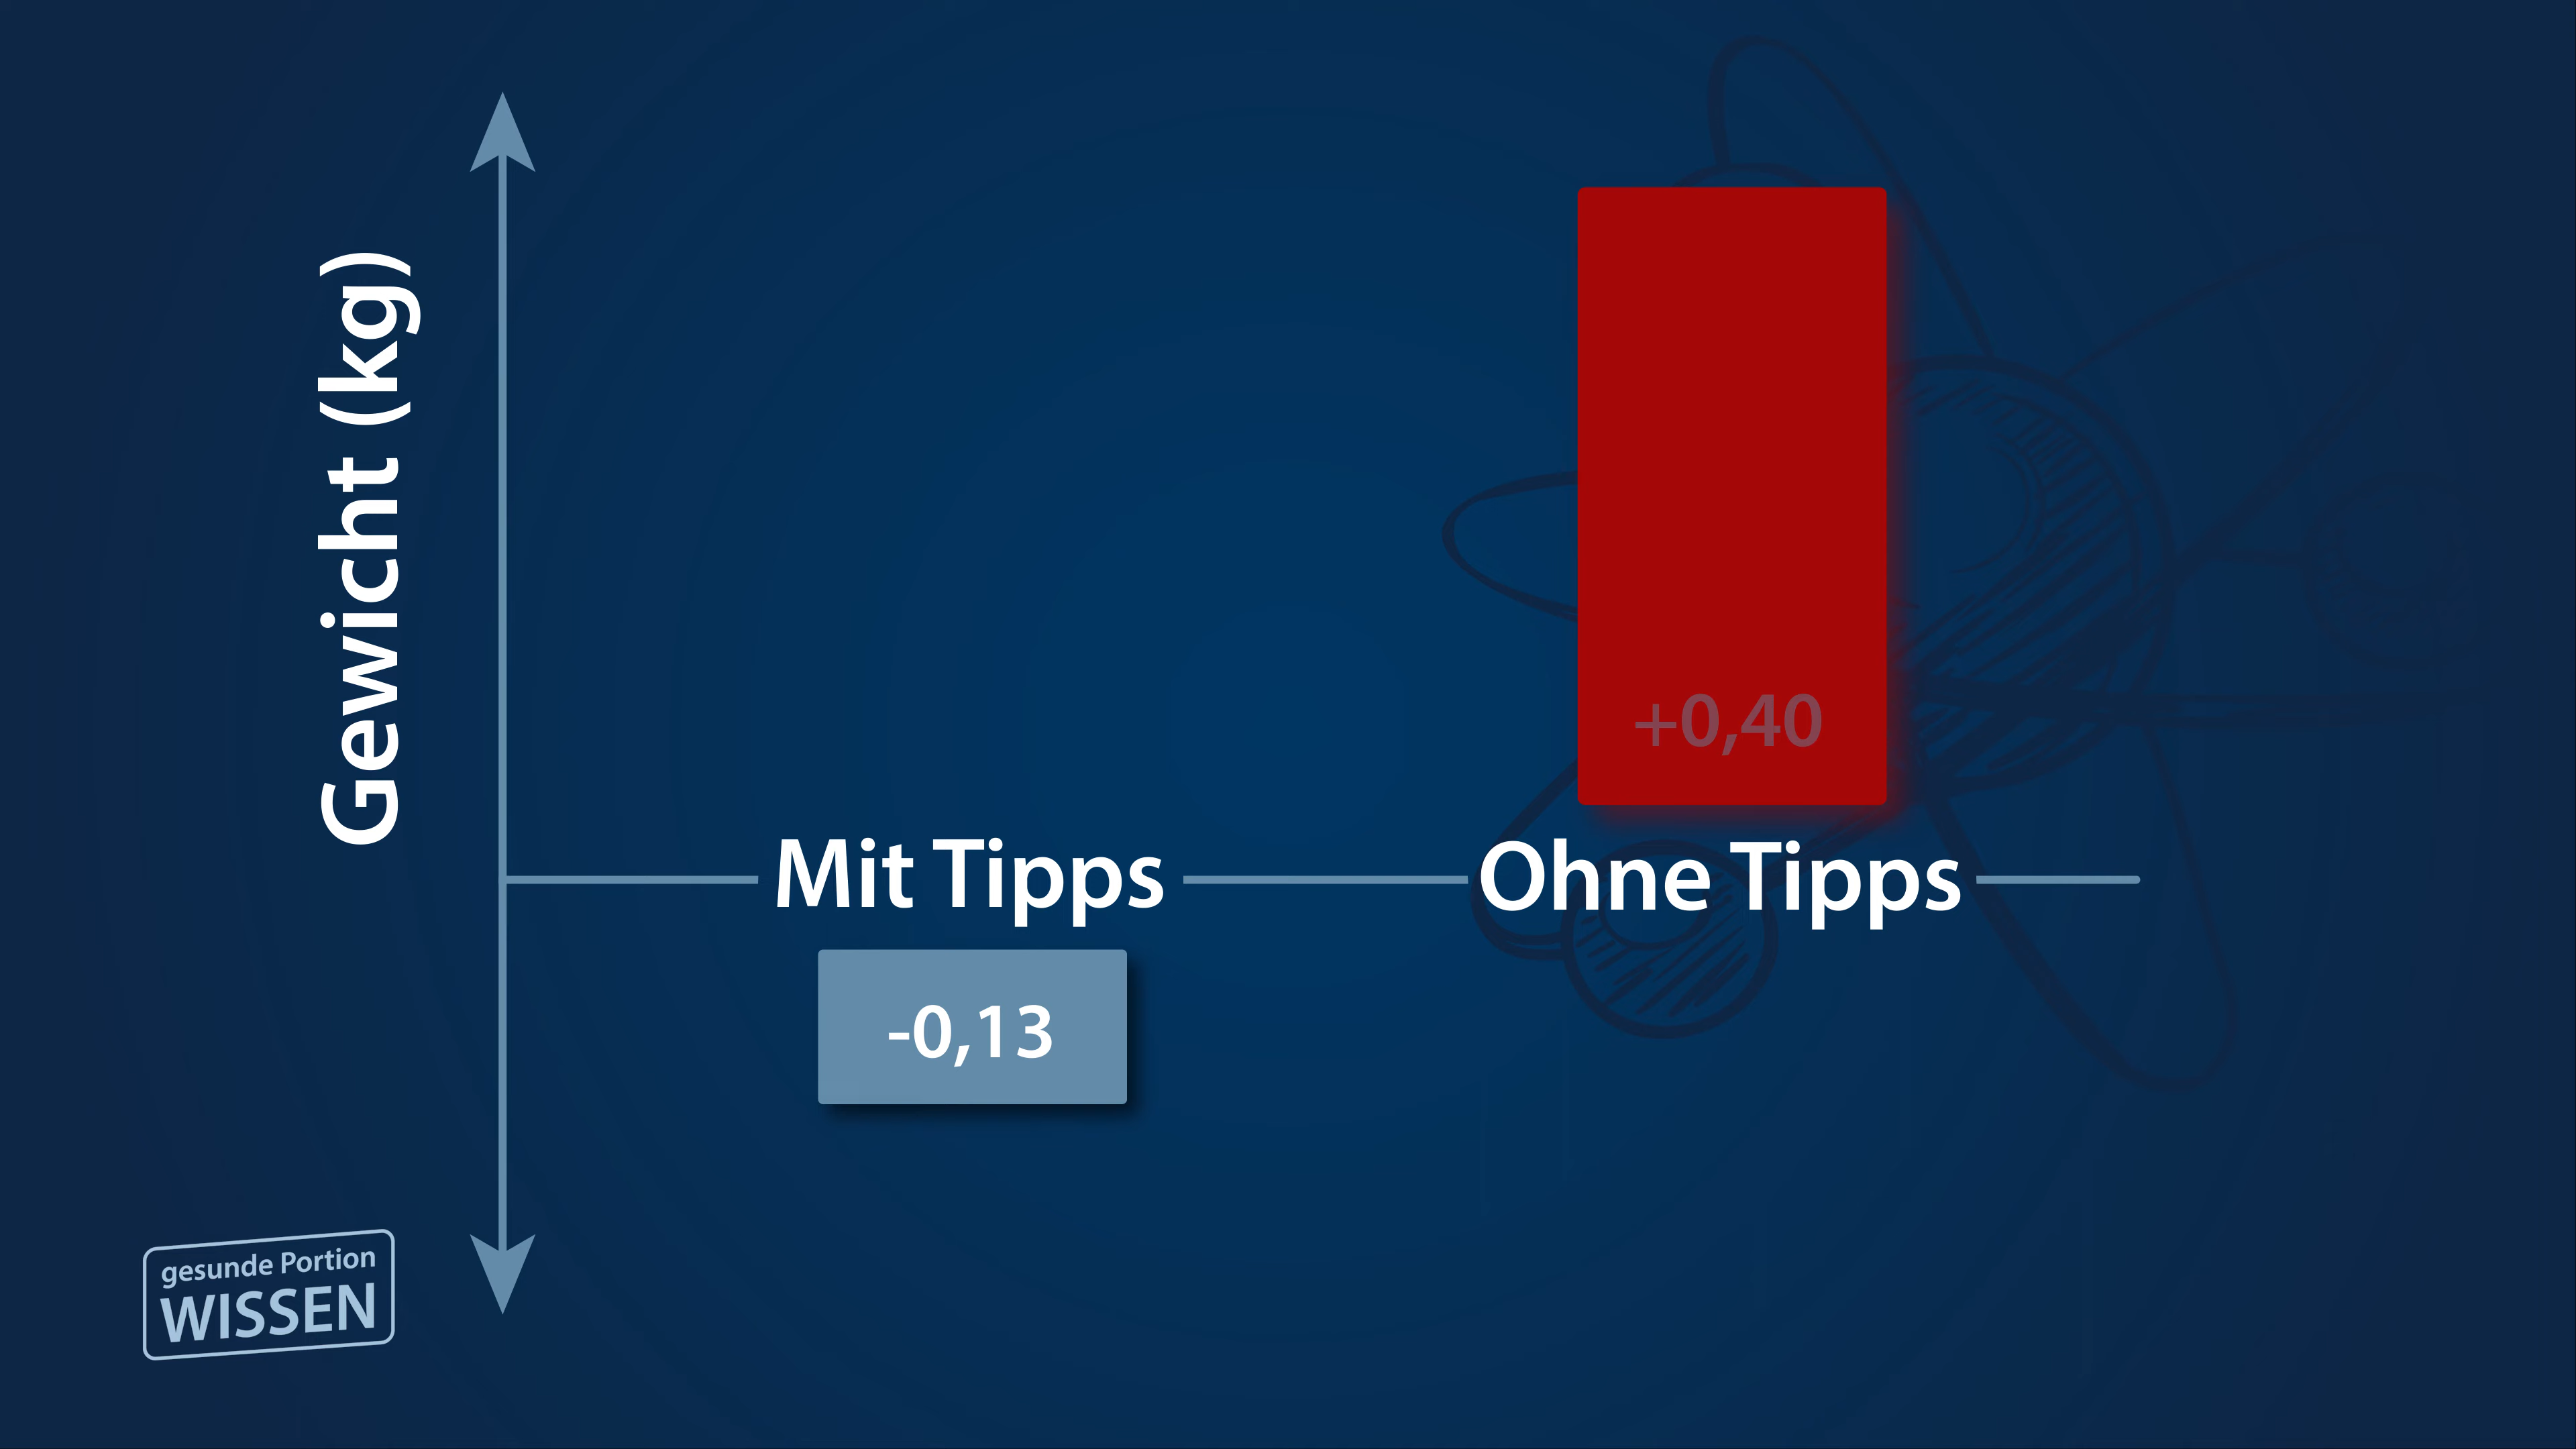 Gewicht (kg)
+0,40
Mit Tipps
Ohne Tipps
-0,13
gesunde Portion
WISSEN